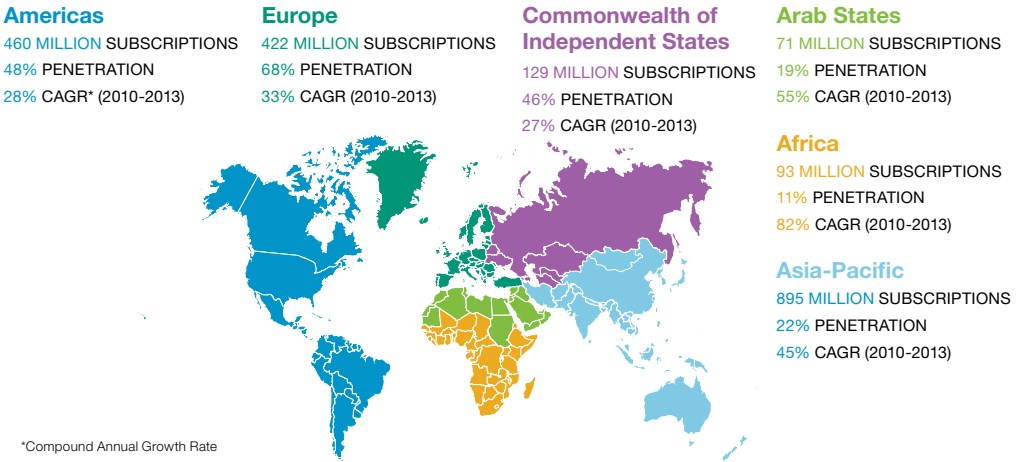 Americas
460 MILLION SUBSCRIPTIONS
48% PENETRATION
28% CAGR* (2010-2013)
Europe
422 MILLION SUBSCRIPTIONS
68% PENETRATION
33% CAGR (2010-2013)
Commonwealth of
Independent States
129 MILLION SUBSCRIPTIONS
46% PENETRATION
27% CAGR (2010-2013)
Arab States
71 MILLION SUBSCRIPTIONS
19% PENETRATION
55% CAGR (2010-2013)
Africa
93 MILLION SUBSCRIPTIONS
11% PENETRATION
82% CAGR (2010-2013)
Asia-Pacific
895 MILLION SUBSCRIPTIONS
22% PENETRATION
45% CAGR (2010-2013)
*Compound Annual Growth Rate